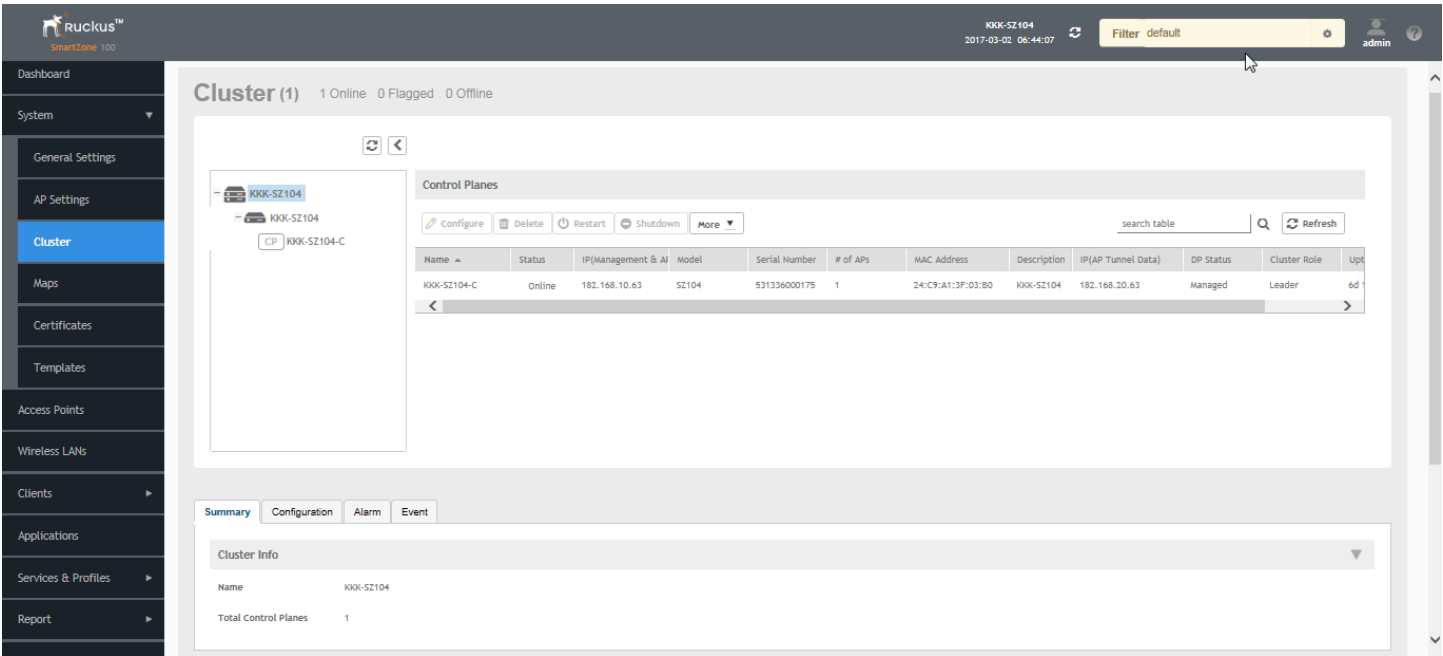 Ruckus™
SmartZone 100
KKK-SZ104
2017-03-02 06:44:07
Filter default
admin
?
Dashboard
System
General Settings
AP Settings
Cluster
Maps
Certificates
Templates
Access Points
Wireless LANs
Clients
Applications
Services & Profiles
Report
Cluster (1) 1 Online 0 Flagged 0 Offline
KKK-SZ104
KKK-SZ104
CP KKK-SZ104-C
Control Planes
Configure Delete Restart Shutdown More search table Refresh
Name Status IP(Management & AP Model Serial Number # of APs MAC Address Description IP(AP Tunnel Data) DP Status Cluster Role Upt
KKK-SZ104-C Online 182.168.10.63 SZ104 531336000175 1 24:C9:A1:3F:03:B0 KKK-SZ104 182.168.20.63 Managed Leader 6d
Summary Configuration Alarm Event
Cluster Info
Name KKK-SZ104
Total Control Planes 1